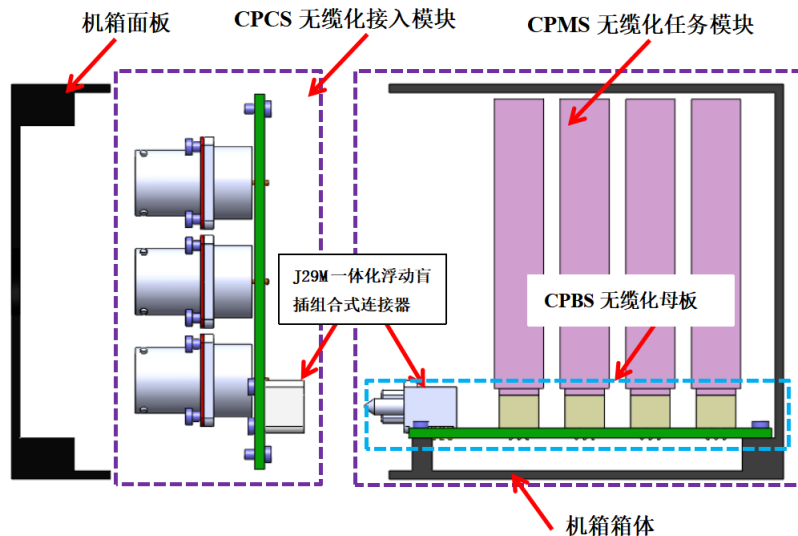 机箱面板
CPCS 无缆化接入模块
CPMS 无缆化任务模块
J29M一体化浮动盲
插组合式连接器
CPBS 无缆化母板
机箱箱体